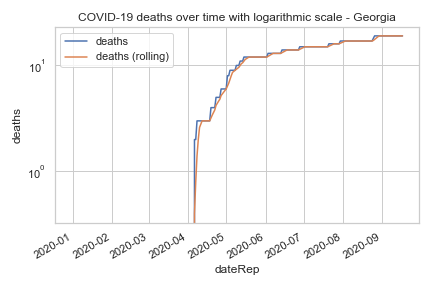 COVID-19 deaths over time with logarithmic scale - Georgia
deaths
deaths (rolling)
10¹
10⁰
deaths
2020-01
2020-02
2020-03
2020-04
2020-05
2020-06
2020-07
2020-08
2020-09
dateRep